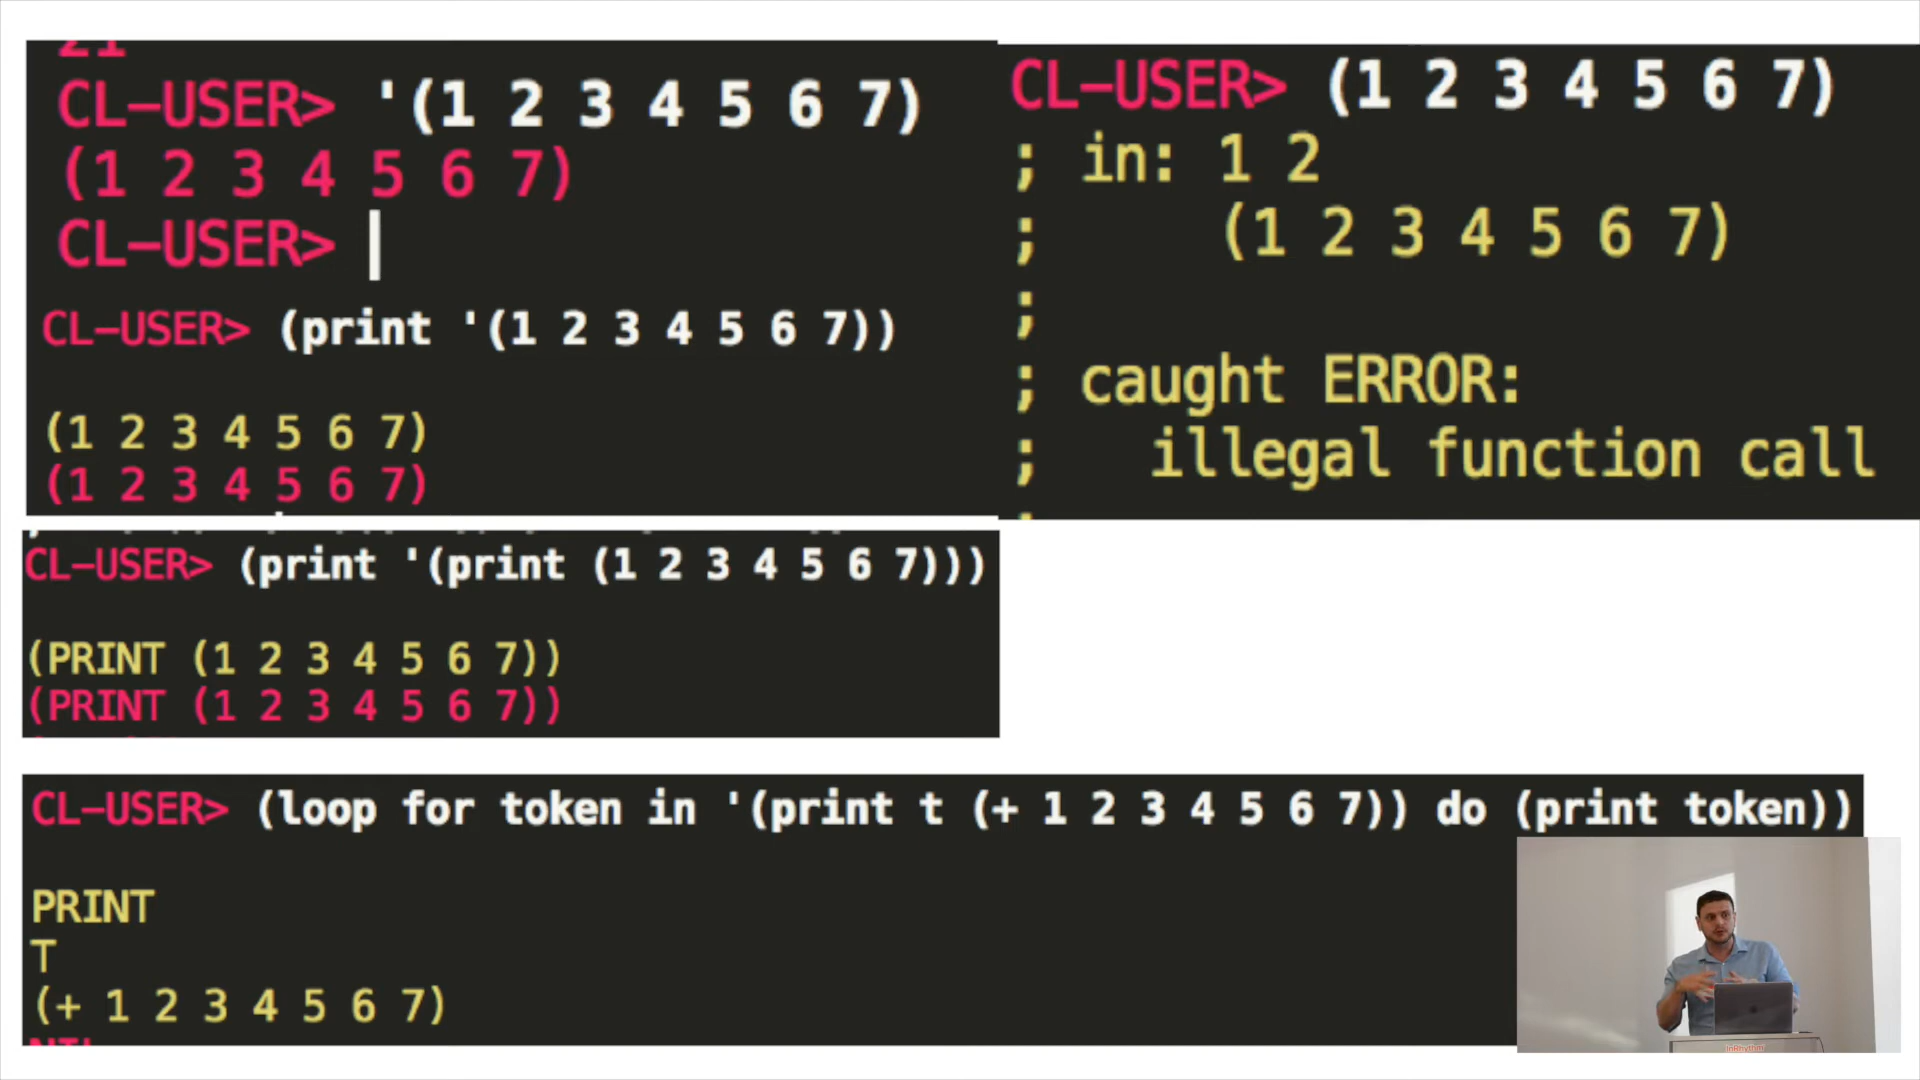 21
CL-USER> '(1 2 3 4 5 6 7)
(1 2 3 4 5 6 7)
CL-USER>
CL-USER> (print '(1 2 3 4 5 6 7))
(1 2 3 4 5 6 7)
(1 2 3 4 5 6 7)
CL-USER> (1 2 3 4 5 6 7)
; in: 1 2
;     (1 2 3 4 5 6 7)
;
; caught ERROR:
;   illegal function call
CL-USER> (print '(print (1 2 3 4 5 6 7)))
(PRINT (1 2 3 4 5 6 7))
(PRINT (1 2 3 4 5 6 7))
CL-USER> (loop for token in '(print t (+ 1 2 3 4 5 6 7)) do (print token))
PRINT
T
(+ 1 2 3 4 5 6 7)
NIL
InRhythm